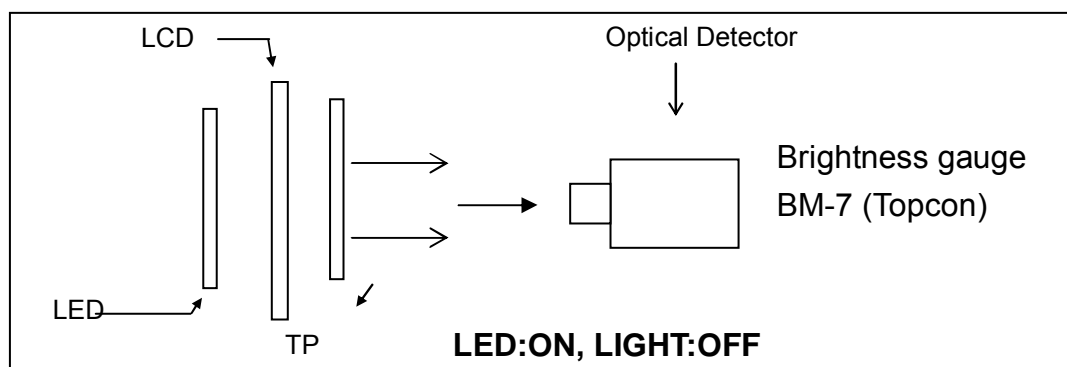 LCD
Optical Detector
Brightness gauge
BM-7 (Topcon)
LED
TP
LED:ON, LIGHT:OFF